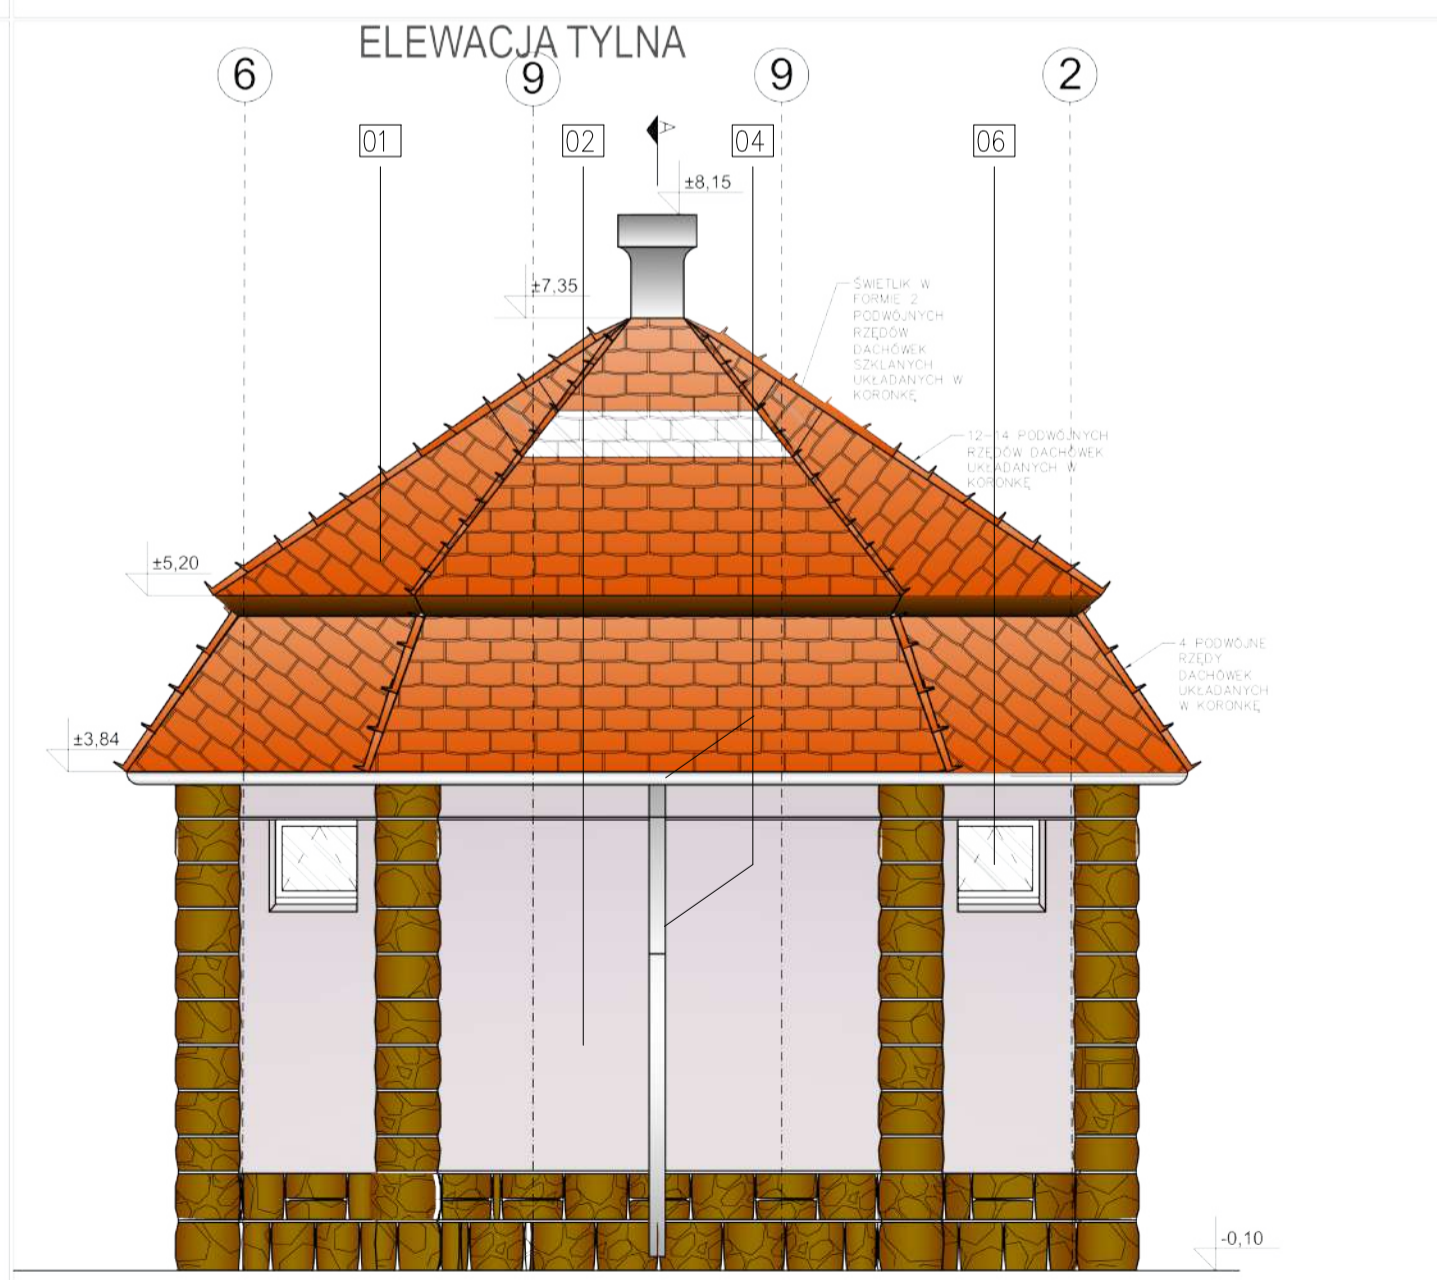 ELEWACJA TYLNA
6
9
9
2
01
02
A
04
06
±8,15
±7,35
ŚWIETLIK W
FORMIE 2
PODWÓJNYCH
RZĘDÓW
DACHÓWEK
SZKLANYCH
UKŁADANYCH W
KORONKĘ
12-14 PODWÓJNYCH
RZĘDÓW DACHÓWEK
UKŁADANYCH W
KORONKĘ
±5,20
4 PODWÓJNE
RZĘDY
DACHÓWEK
UKŁADANYCH
W KORONKĘ
±3,84
-0,10